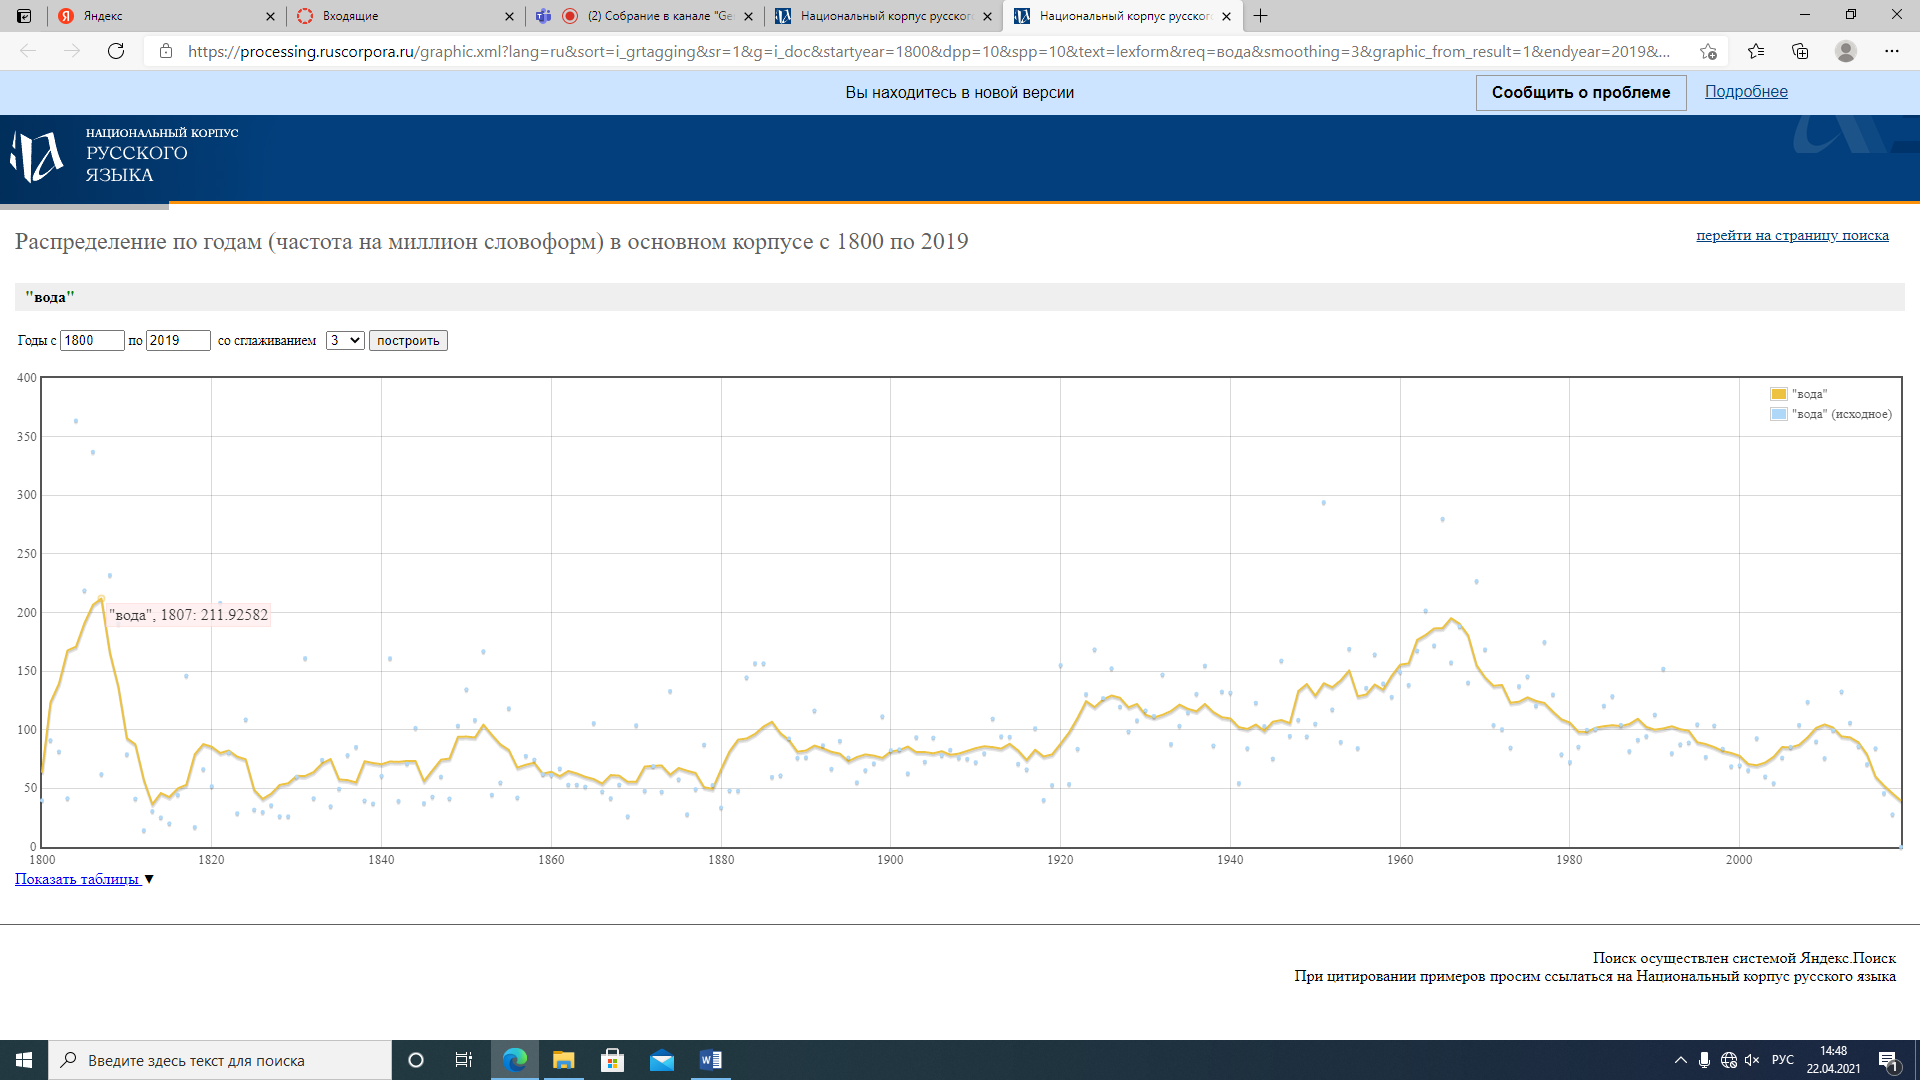 Яндекс
Входящие
(2) Собрание в канале "Ge
Национальный корпус русского
Национальный корпус русского
https://processing.ruscorpora.ru/graphic.xml?lang=ru&sort=i_grtagging&sr=1&g=i_doc&startyear=1800&dpp=10&spp=10&text=lexform&req=вода&smoothing=3&graphic_from_result=1&endyear=2019&...
Вы находитесь в новой версии
Сообщить о проблеме
Подробнее
НАЦИОНАЛЬНЫЙ КОРПУС
РУССКОГО
ЯЗЫКА
Распределение по годам (частота на миллион словоформ) в основном корпусе с 1800 по 2019
перейти на страницу поиска
"вода"
Годы с 1800 по 2019 со сглаживанием 3 построить
400
350
300
250
200
150
100
50
0
"вода"
"вода" (исходное)
"вода", 1807: 211.92582
1800 1820 1840 1860 1880 1900 1920 1940 1960 1980 2000
Показать таблицы ▼
Поиск осуществлен системой Яндекс.Поиск
При цитировании примеров просим ссылаться на Национальный корпус русского языка
Введите здесь текст для поиска
РУС
14:48
22.04.2021
1